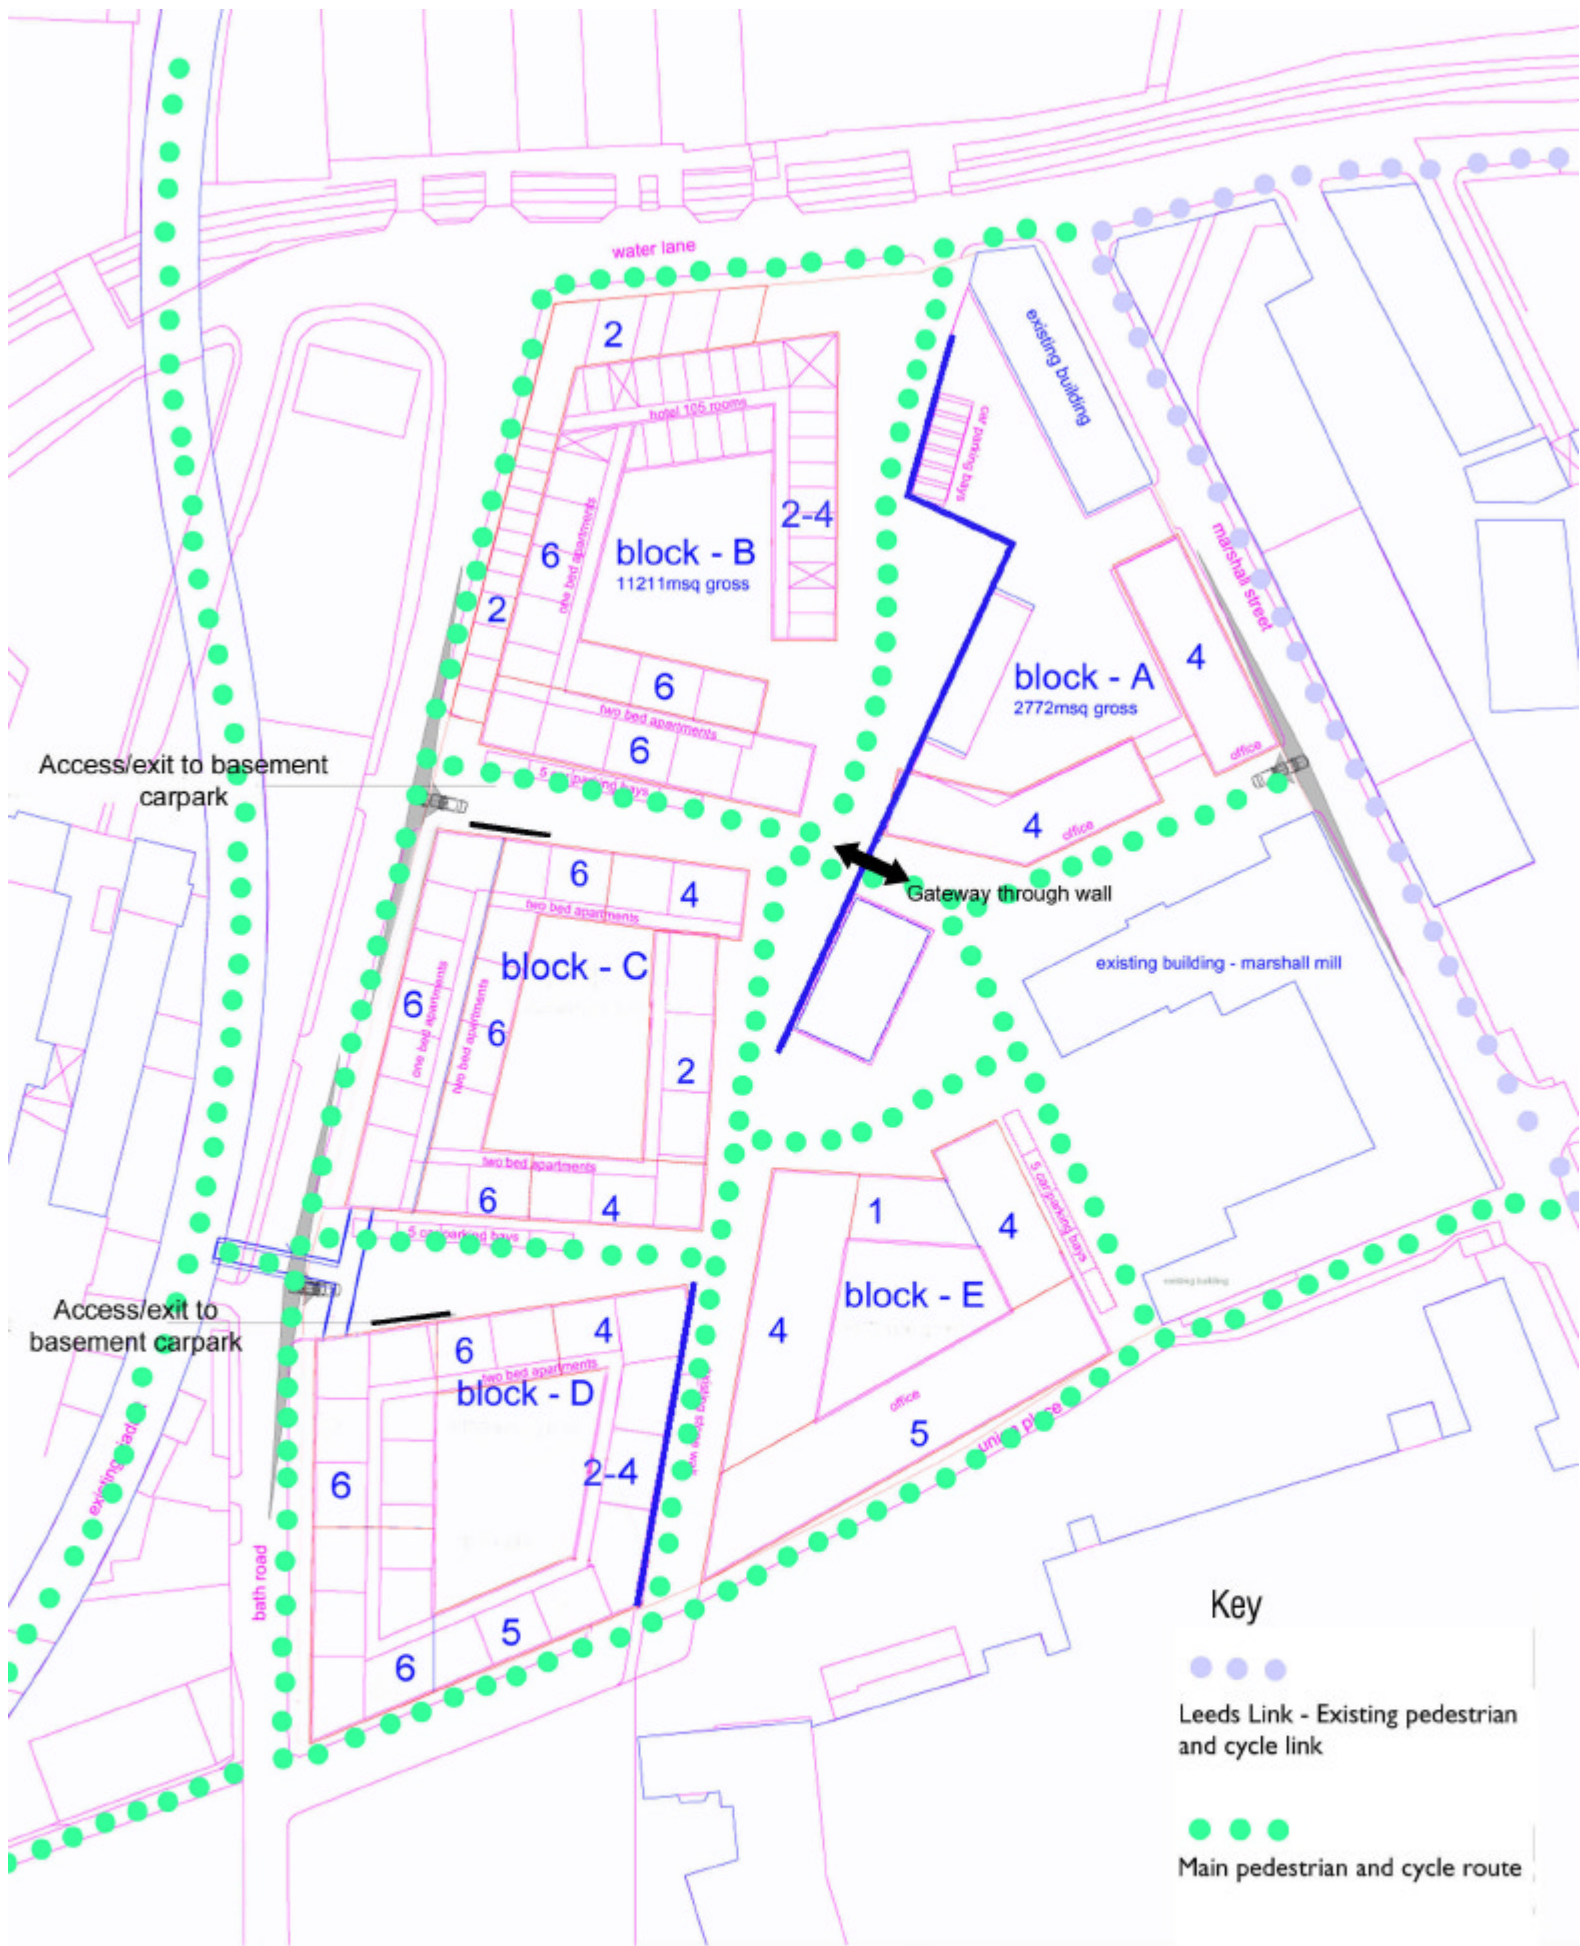 water lane
2
existing building
hotel 105 rooms
car parking bays
2-4
6
one bed apartments
block - B
11211msq gross
2
marshall street
6
two bed apartments
6
5 car parking bays
block - A
2772msq gross
4
office
4
office
Access/exit to basement
carpark
Gateway through wall
6
4
two bed apartments
block - C
existing building - marshall mill
6
one bed apartments
two bed apartments
6
2
two bed apartments
6
4
5 car parking bays
1
4
5 car parking bays
block - E
existing building
4
Access/exit to
basement carpark
6
4
two bed apartments
block - D
office
5
union place
6
2-4
bath road
5
6
Key
Leeds Link - Existing pedestrian
and cycle link
Main pedestrian and cycle route